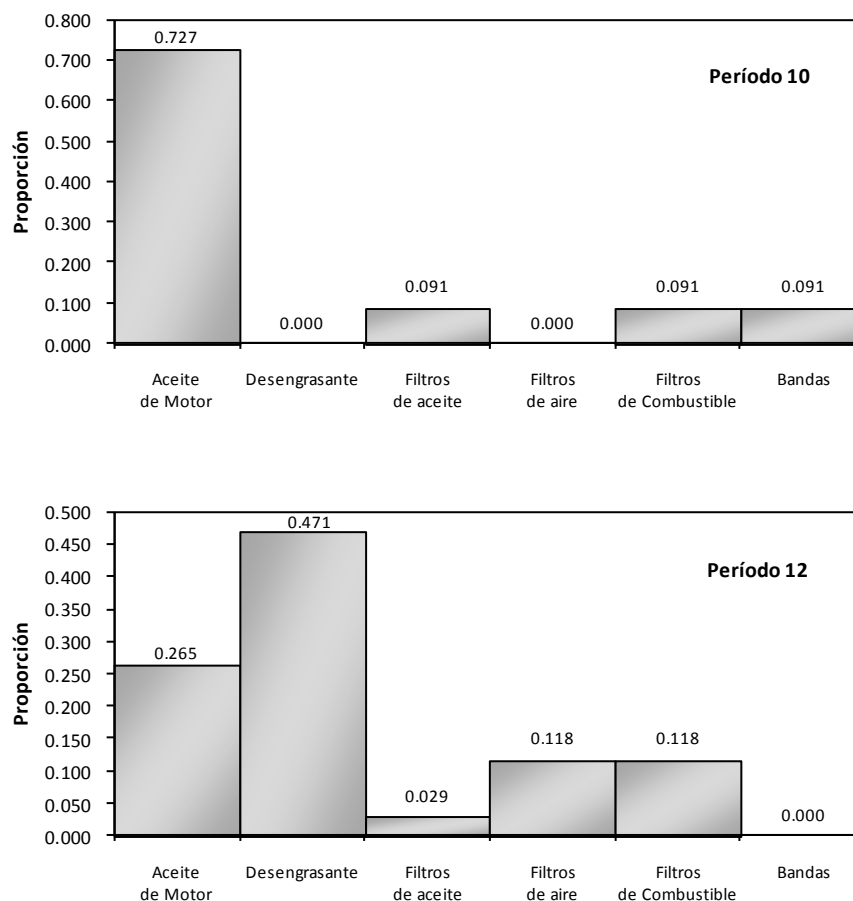 0.800
0.727
0.700
Período 10
0.600
0.500
0.400
0.300
0.200
0.100
0.000
Proporción
0.000
0.091
0.000
0.091
0.091
Aceite
de Motor
Desengrasante
Filtros
de aceite
Filtros
de aire
Filtros
de Combustible
Bandas
0.500
0.471
0.450
Período 12
0.400
0.350
0.300
0.250
0.200
0.150
0.100
0.050
0.000
Proporción
0.265
0.029
0.118
0.118
0.000
Aceite
de Motor
Desengrasante
Filtros
de aceite
Filtros
de aire
Filtros
de Combustible
Bandas